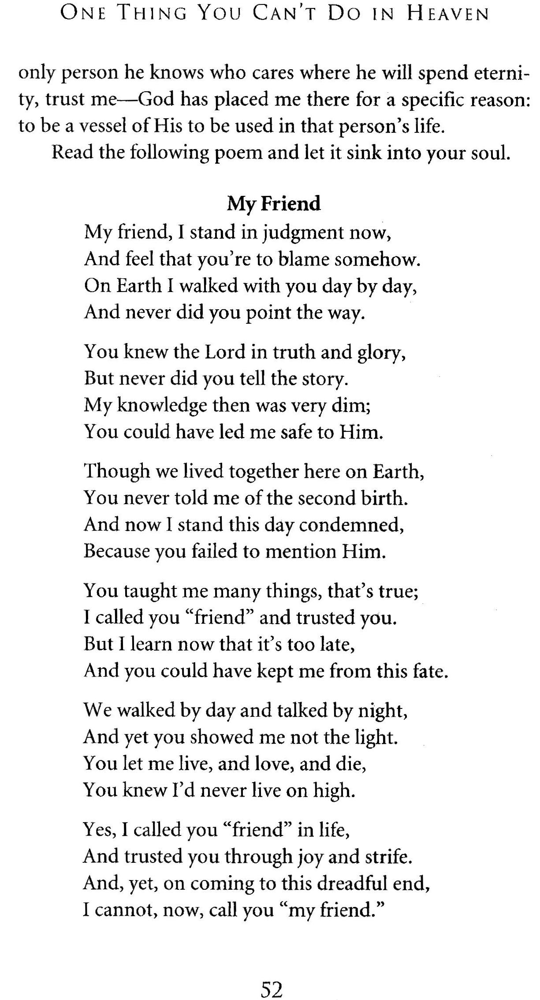 ONE THING YOU CAN'T DO IN HEAVEN
only person he knows who cares where he will spend eterni-
ty, trust me—God has placed me there for a specific reason:
to be a vessel of His to be used in that person's life.
Read the following poem and let it sink into your soul.
My Friend
My friend, I stand in judgment now,
And feel that you're to blame somehow.
On Earth I walked with you day by day,
And never did you point the way.
You knew the Lord in truth and glory,
But never did you tell the story.
My knowledge then was very dim;
You could have led me safe to Him.
Though we lived together here on Earth,
You never told me of the second birth.
And now I stand this day condemned,
Because you failed to mention Him.
You taught me many things, that's true;
I called you “friend” and trusted you.
But I learn now that it's too late,
And you could have kept me from this fate.
We walked by day and talked by night,
And yet you showed me not the light.
You let me live, and love, and die,
You knew I'd never live on high.
Yes, I called you “friend” in life,
And trusted you through joy and strife.
And, yet, on coming to this dreadful end,
I cannot, now, call you “my friend.”
52